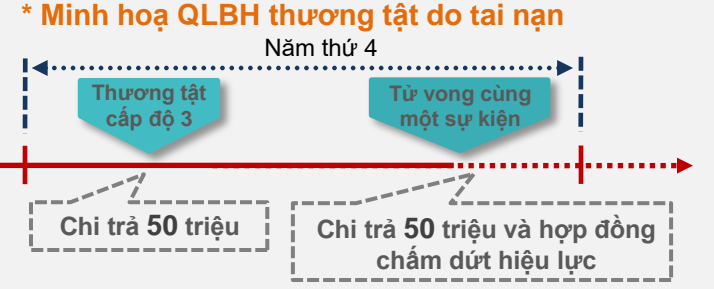 * Minh hoạ QLBH thương tật do tai nạn
Năm thứ 4
Thương tật
cấp độ 3
Tử vong cùng
một sự kiện
Chi trả 50 triệu
Chi trả 50 triệu và hợp đồng
chấm dứt hiệu lực